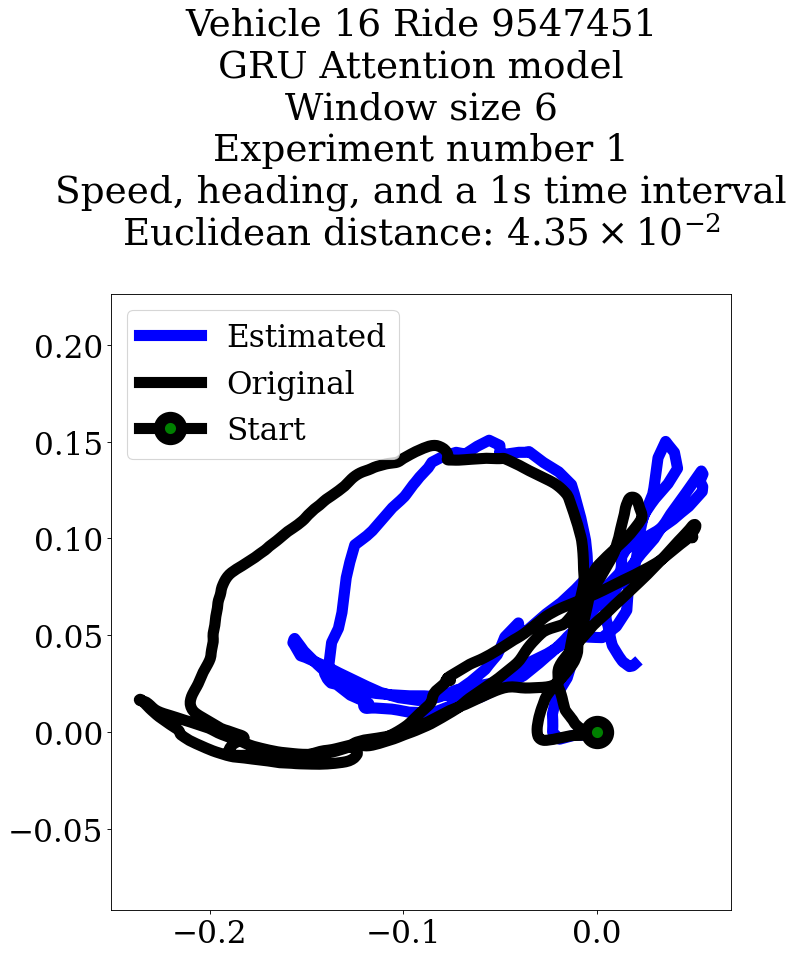 Vehicle 16 Ride 9547451
GRU Attention model
Window size 6
Experiment number 1
Speed, heading, and a 1s time interval
Euclidean distance: 4.35 × 10⁻²
Estimated
Original
Start
0.20
0.15
0.10
0.05
0.00
−0.05
−0.2
−0.1
0.0